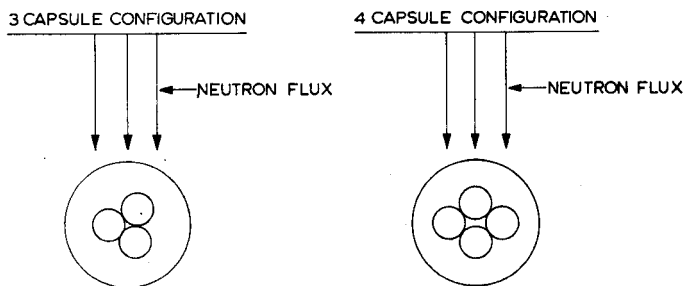 3 CAPSULE CONFIGURATION
NEUTRON FLUX
4 CAPSULE CONFIGURATION
NEUTRON FLUX